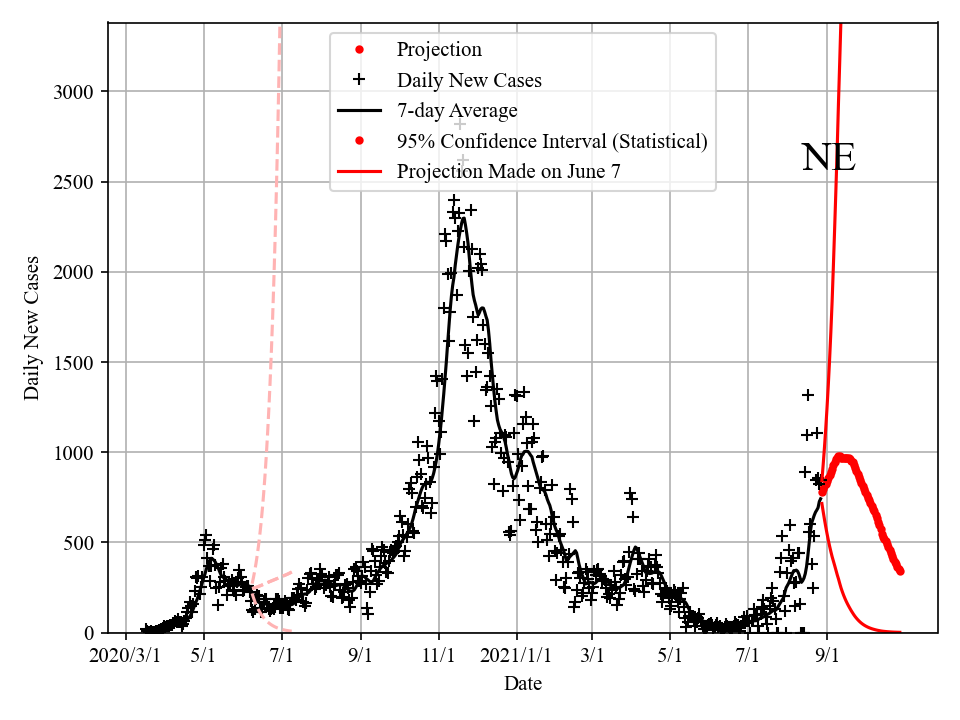 Projection
Daily New Cases
7-day Average
95% Confidence Interval (Statistical)
Projection Made on June 7
NE
Daily New Cases
3000
2500
2000
1500
1000
500
0
2020/3/1 5/1 7/1 9/1 11/1 2021/1/1 3/1 5/1 7/1 9/1
Date